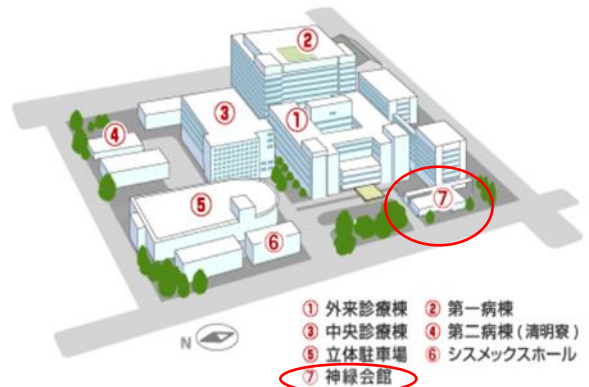 ②
③
①
④
⑦
⑤
⑥
N
① 外来診療棟 ② 第一病棟
③ 中央診療棟 ④ 第二病棟(清明寮)
⑤ 立体駐車場 ⑥ シスメックスホール
⑦ 神緑会館